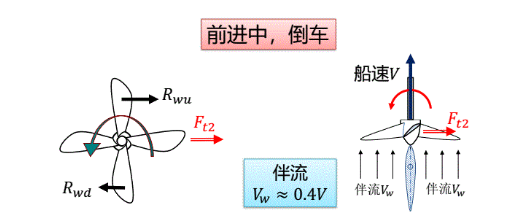 前进中，倒车
船速V
R_wu
F_t2
F_t2
R_wd
伴流
V_w ≈ 0.4V
伴流V_w 伴流V_w